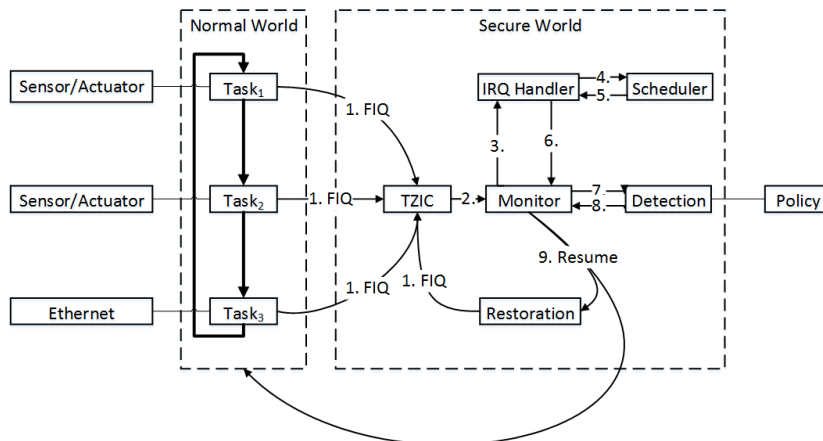 Normal World
Secure World
Sensor/Actuator
Task1
1. FIQ
IRQ Handler
4.
5.
Scheduler
3.
6.
Sensor/Actuator
Task2
1. FIQ
TZIC
2.
Monitor
7.
8.
Detection
Policy
9. Resume
1. FIQ
1. FIQ
Ethernet
Task3
Restoration